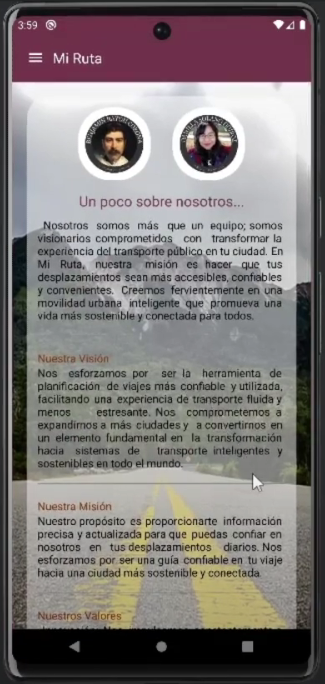 3:59
Mi Ruta
Un poco sobre nosotros...
Nosotros somos más que un equipo; somos
visionarios comprometidos con transformar la
experiencia del transporte público en tu ciudad. En
Mi Ruta, nuestra misión es hacer que tus
desplazamientos sean más accesibles, confiables
y convenientes. Creemos fervientemente en una
movilidad urbana inteligente que promueva una
vida más sostenible y conectada para todos.
Nuestra Visión
Nos esforzamos por ser la herramienta de
planificación de viajes más confiable y utilizada,
facilitando una experiencia de transporte fluida y
menos estresante. Nos comprometemos a
expandirnos a más ciudades y a convertirnos en
un elemento fundamental en la transformación
hacia sistemas de transporte inteligentes y
sostenibles en todo el mundo.
Nuestra Misión
Nuestro propósito es proporcionarte información
precisa y actualizada para que puedas confiar en
nosotros en tus desplazamientos diarios. Nos
esforzamos por ser una guía confiable en tu viaje
hacia una ciudad más sostenible y conectada.
Nuestros Valores